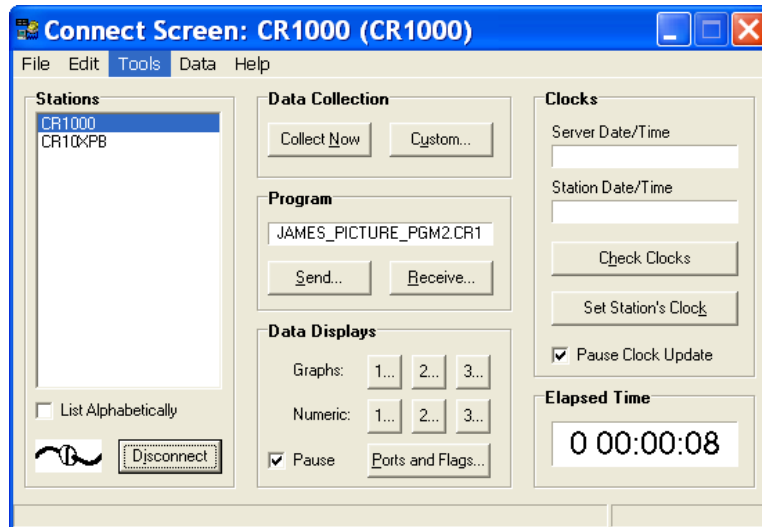 Connect Screen: CR1000 (CR1000)
File Edit Tools Data Help
Stations
CR1000
CR10XPB
List Alphabetically
Disconnect
Data Collection
Collect Now Custom...
Program
JAMES_PICTURE_PGM2.CR1
Send... Receive...
Data Displays
Graphs: 1... 2... 3...
Numeric: 1... 2... 3...
Pause Ports and Flags...
Clocks
Server Date/Time
Station Date/Time
Check Clocks
Set Station's Clock
Pause Clock Update
Elapsed Time
0 00:00:08